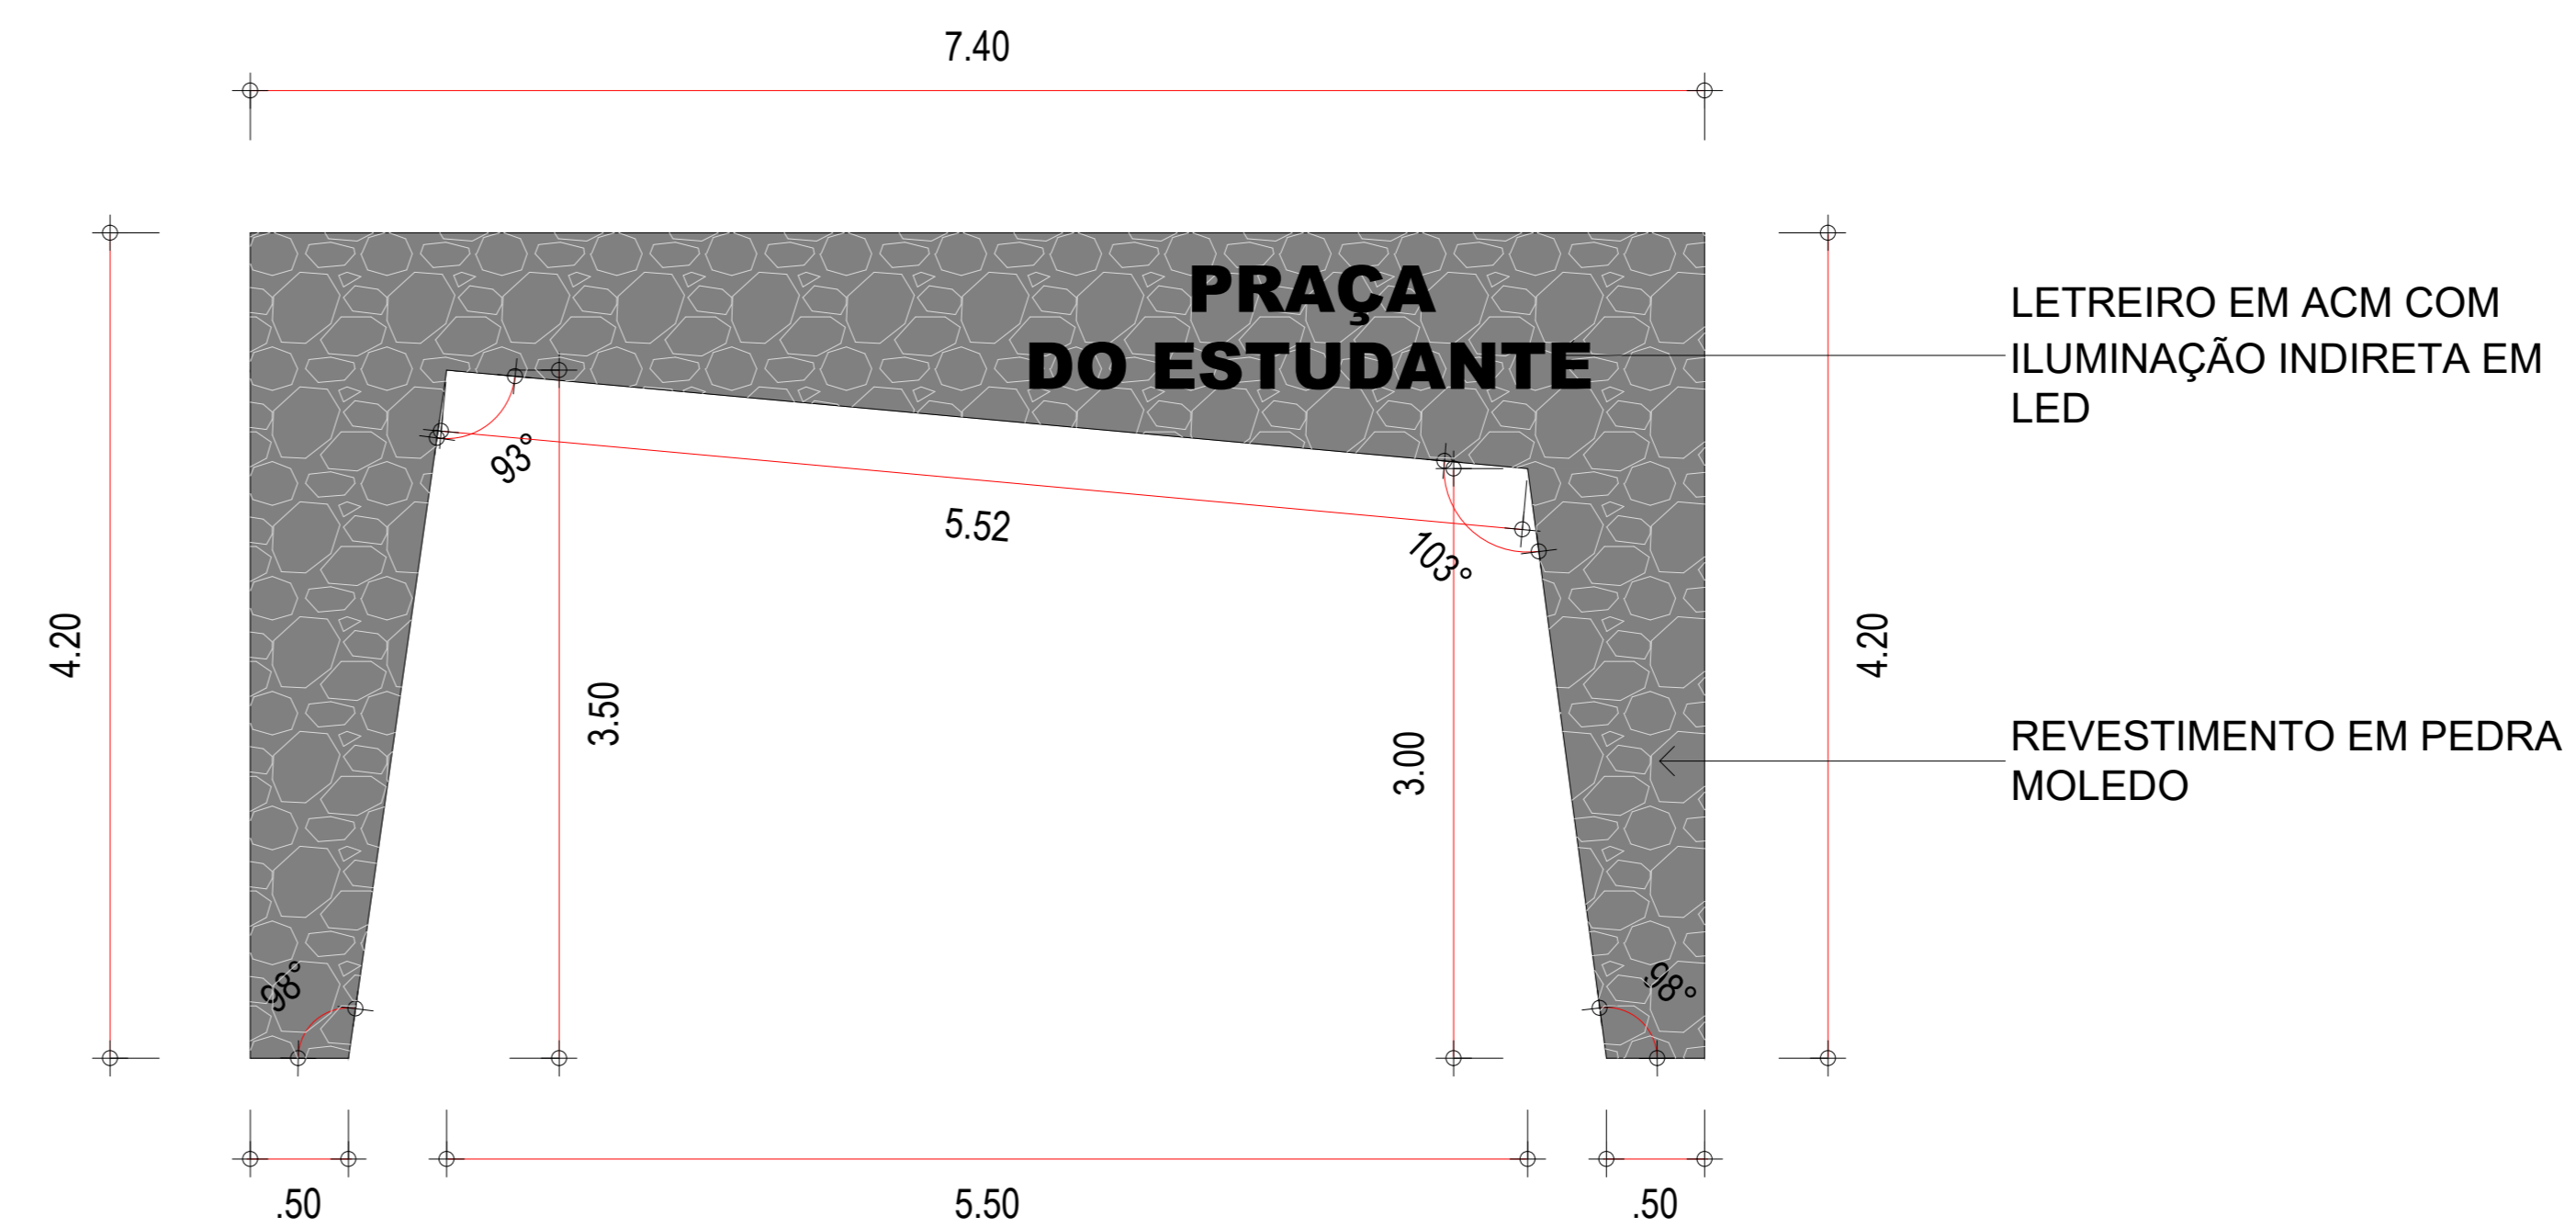 7.40
PRAÇA
DO ESTUDANTE
LETREIRO EM ACM COM
ILUMINAÇÃO INDIRETA EM
LED
93°
5.52
103°
4.20
3.50
3.00
4.20
REVESTIMENTO EM PEDRA
MOLEDO
98°
98°
.50
5.50
.50